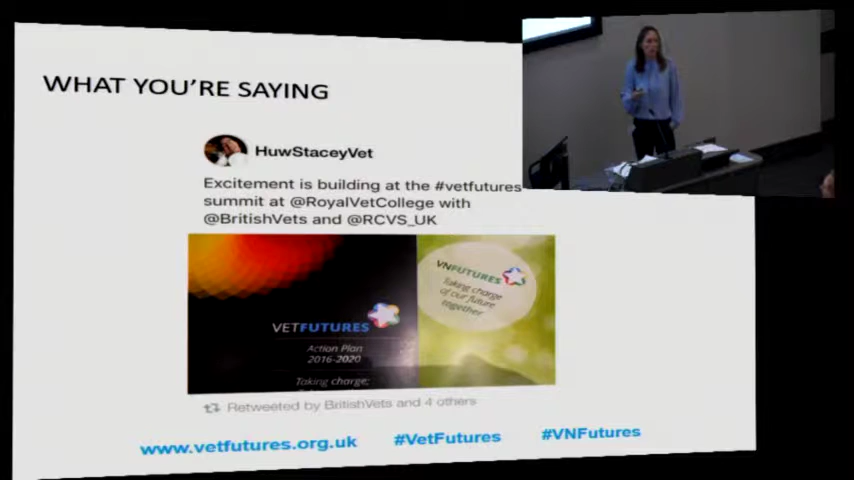 WHAT YOU'RE SAYING
HuwStaceyVet
Excitement is building at the #vetfutures
summit at @RoyalVetCollege with
@BritishVets and @RCVS_UK
VETFUTURES
Action Plan
2016-2020
Taking charge;
VNFUTURES
Taking charge
of our future
together
Retweeted by BritishVets and 4 others
www.vetfutures.org.uk #VetFutures #VNFutures